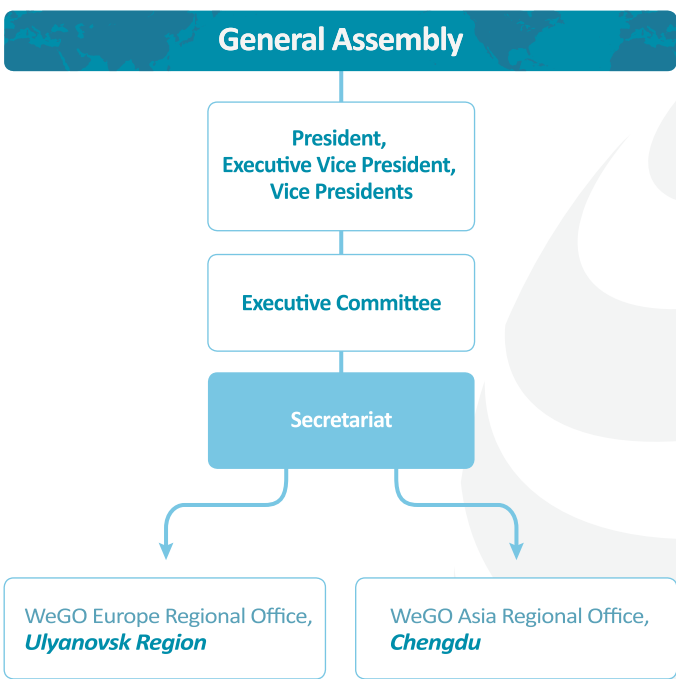 General Assembly
President,
Executive Vice President,
Vice Presidents
Executive Committee
Secretariat
WeGO Europe Regional Office,
Ulyanovsk Region
WeGO Asia Regional Office,
Chengdu